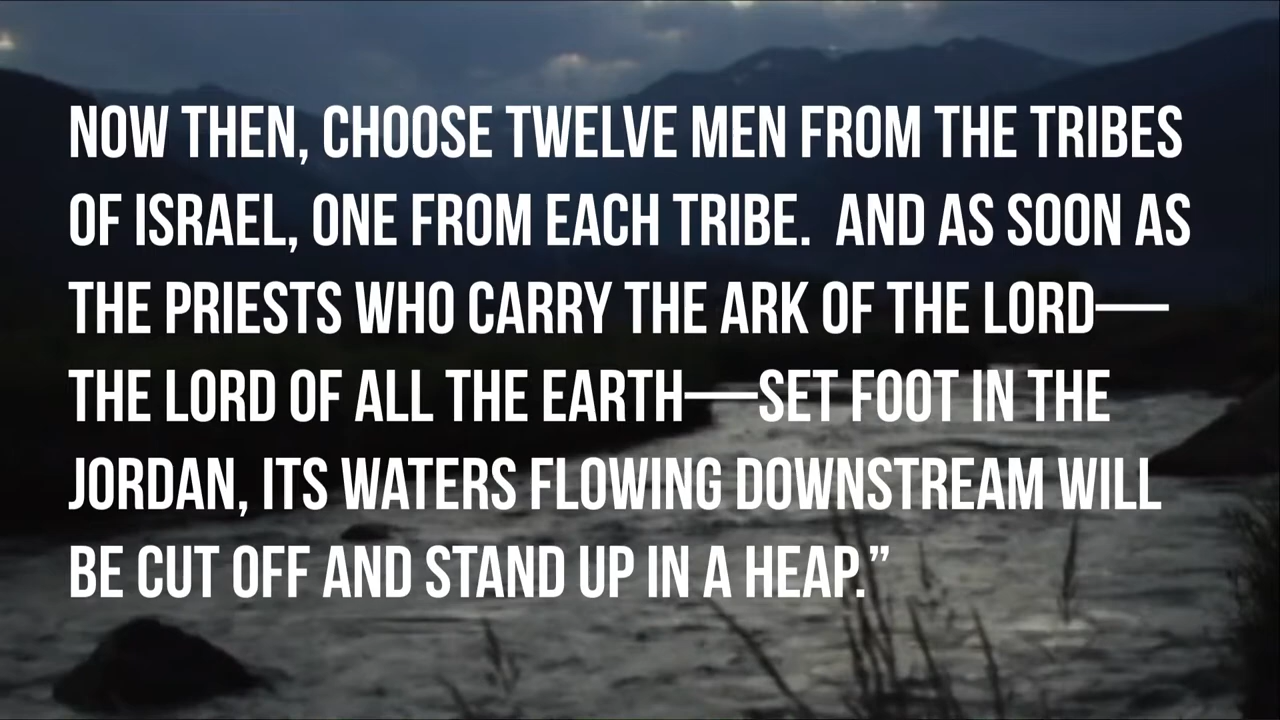 NOW THEN, CHOOSE TWELVE MEN FROM THE TRIBES
OF ISRAEL, ONE FROM EACH TRIBE.  AND AS SOON AS
THE PRIESTS WHO CARRY THE ARK OF THE LORD—
THE LORD OF ALL THE EARTH—SET FOOT IN THE
JORDAN, ITS WATERS FLOWING DOWNSTREAM WILL
BE CUT OFF AND STAND UP IN A HEAP.”